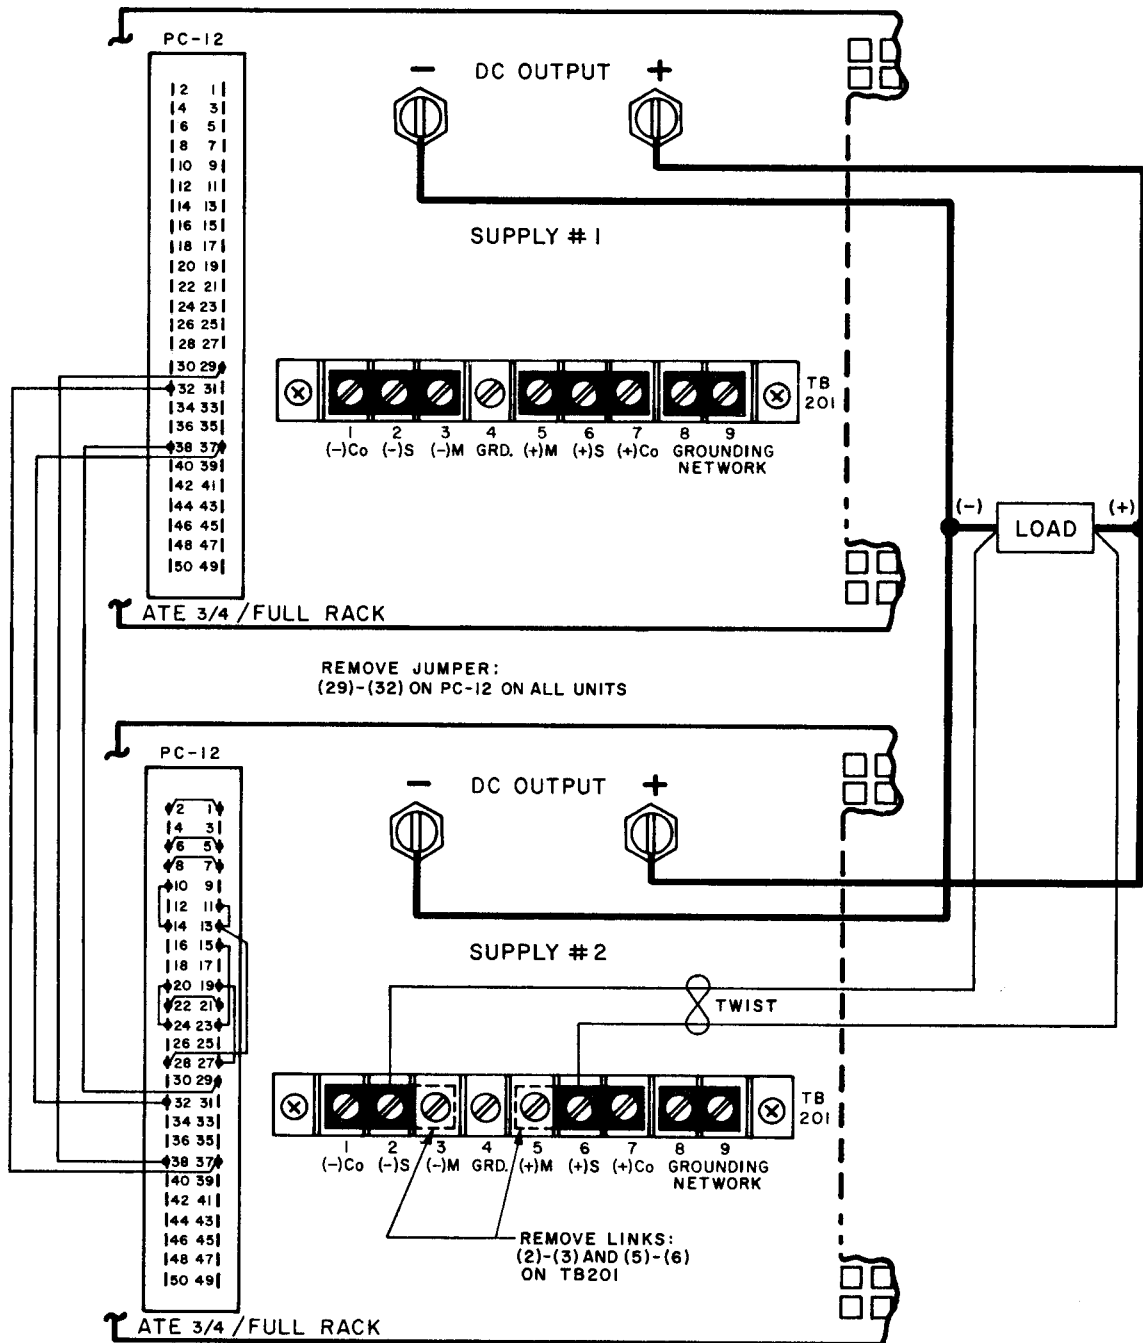 PC-12
− DC OUTPUT +
2 1
4 3
6 5
8 7
10 9
12 11
14 13
16 15
18 17
20 19
22 21
24 23
26 25
28 27
30 29
32 31
34 33
36 35
38 37
40 39
42 41
44 43
46 45
48 47
50 49
SUPPLY #1
TB
201
1 2 3 4 5 6 7 8 9
(-)Co (-)S (-)M GRD. (+)M (+)S (+)Co GROUNDING
NETWORK
(-) LOAD (+)
ATE 3/4 / FULL RACK
REMOVE JUMPER:
(29)-(32) ON PC-12 ON ALL UNITS
PC-12
− DC OUTPUT +
2 1
4 3
6 5
8 7
10 9
12 11
14 13
16 15
18 17
20 19
22 21
24 23
26 25
28 27
30 29
32 31
34 33
36 35
38 37
40 39
42 41
44 43
46 45
48 47
50 49
SUPPLY #2
TWIST
TB
201
1 2 3 4 5 6 7 8 9
(-)Co (-)S (-)M GRD. (+)M (+)S (+)Co GROUNDING
NETWORK
REMOVE LINKS:
(2)-(3) AND (5)-(6)
ON TB201
ATE 3/4 / FULL RACK